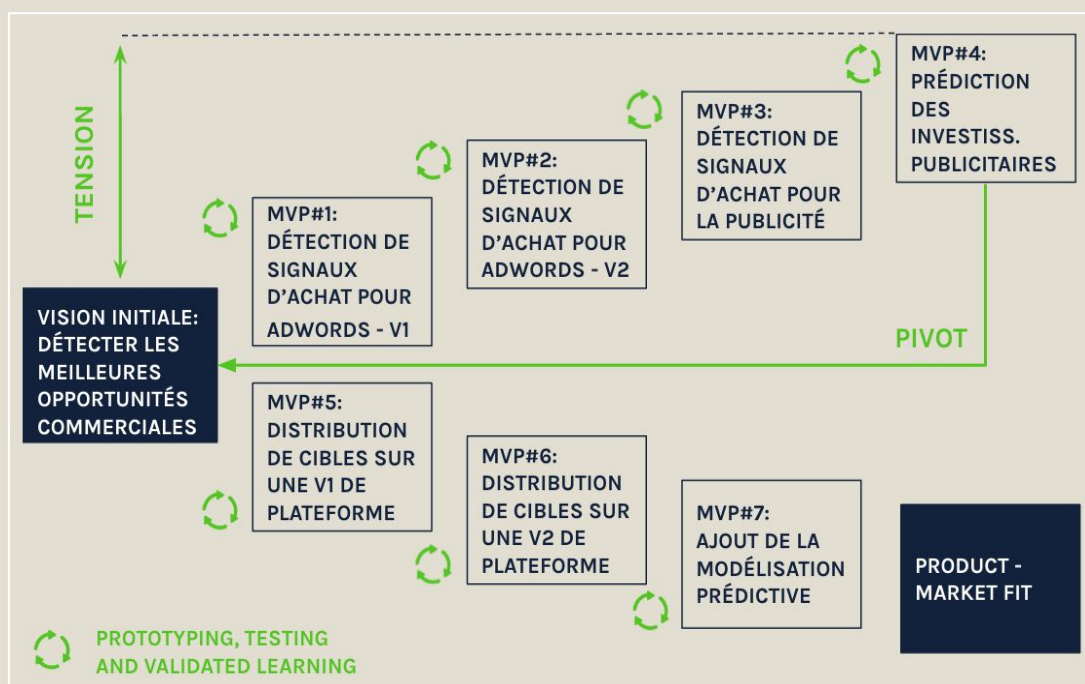 TENSION
VISION INITIALE:
DÉTECTER LES
MEILLEURES
OPPORTUNITÉS
COMMERCIALES
MVP#1:
DÉTECTION DE
SIGNAUX
D'ACHAT POUR
ADWORDS - V1
MVP#2:
DÉTECTION DE
SIGNAUX
D'ACHAT POUR
ADWORDS - V2
MVP#3:
DÉTECTION DE
SIGNAUX
D'ACHAT POUR
LA PUBLICITÉ
MVP#4:
PRÉDICTION
DES
INVESTISS.
PUBLICITAIRES
PIVOT
MVP#5:
DISTRIBUTION
DE CIBLES SUR
UNE V1 DE
PLATEFORME
MVP#6:
DISTRIBUTION
DE CIBLES SUR
UNE V2 DE
PLATEFORME
MVP#7:
AJOUT DE LA
MODÉLISATION
PRÉDICTIVE
PRODUCT -
MARKET FIT
PROTOTYPING, TESTING
AND VALIDATED LEARNING